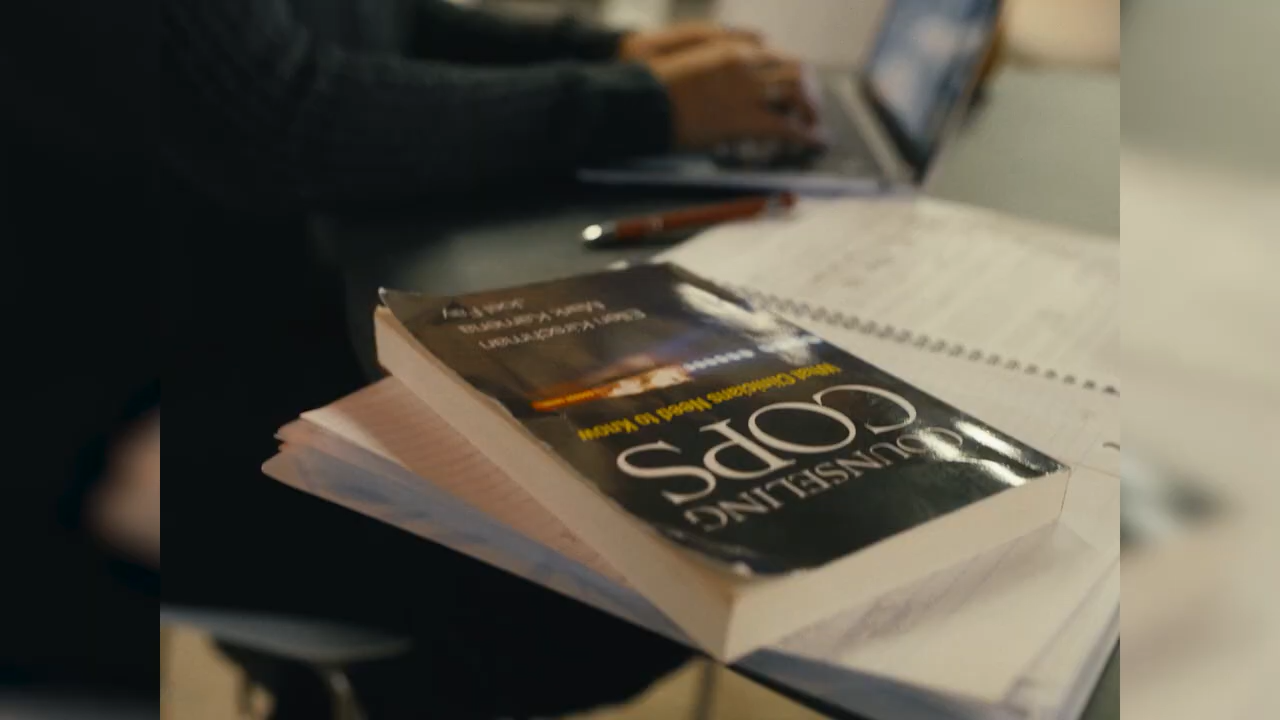 COUNSELING
COPS
What Clinicians Need to Know
Ellen Kirschman
Mark Kamena
Joel Fay